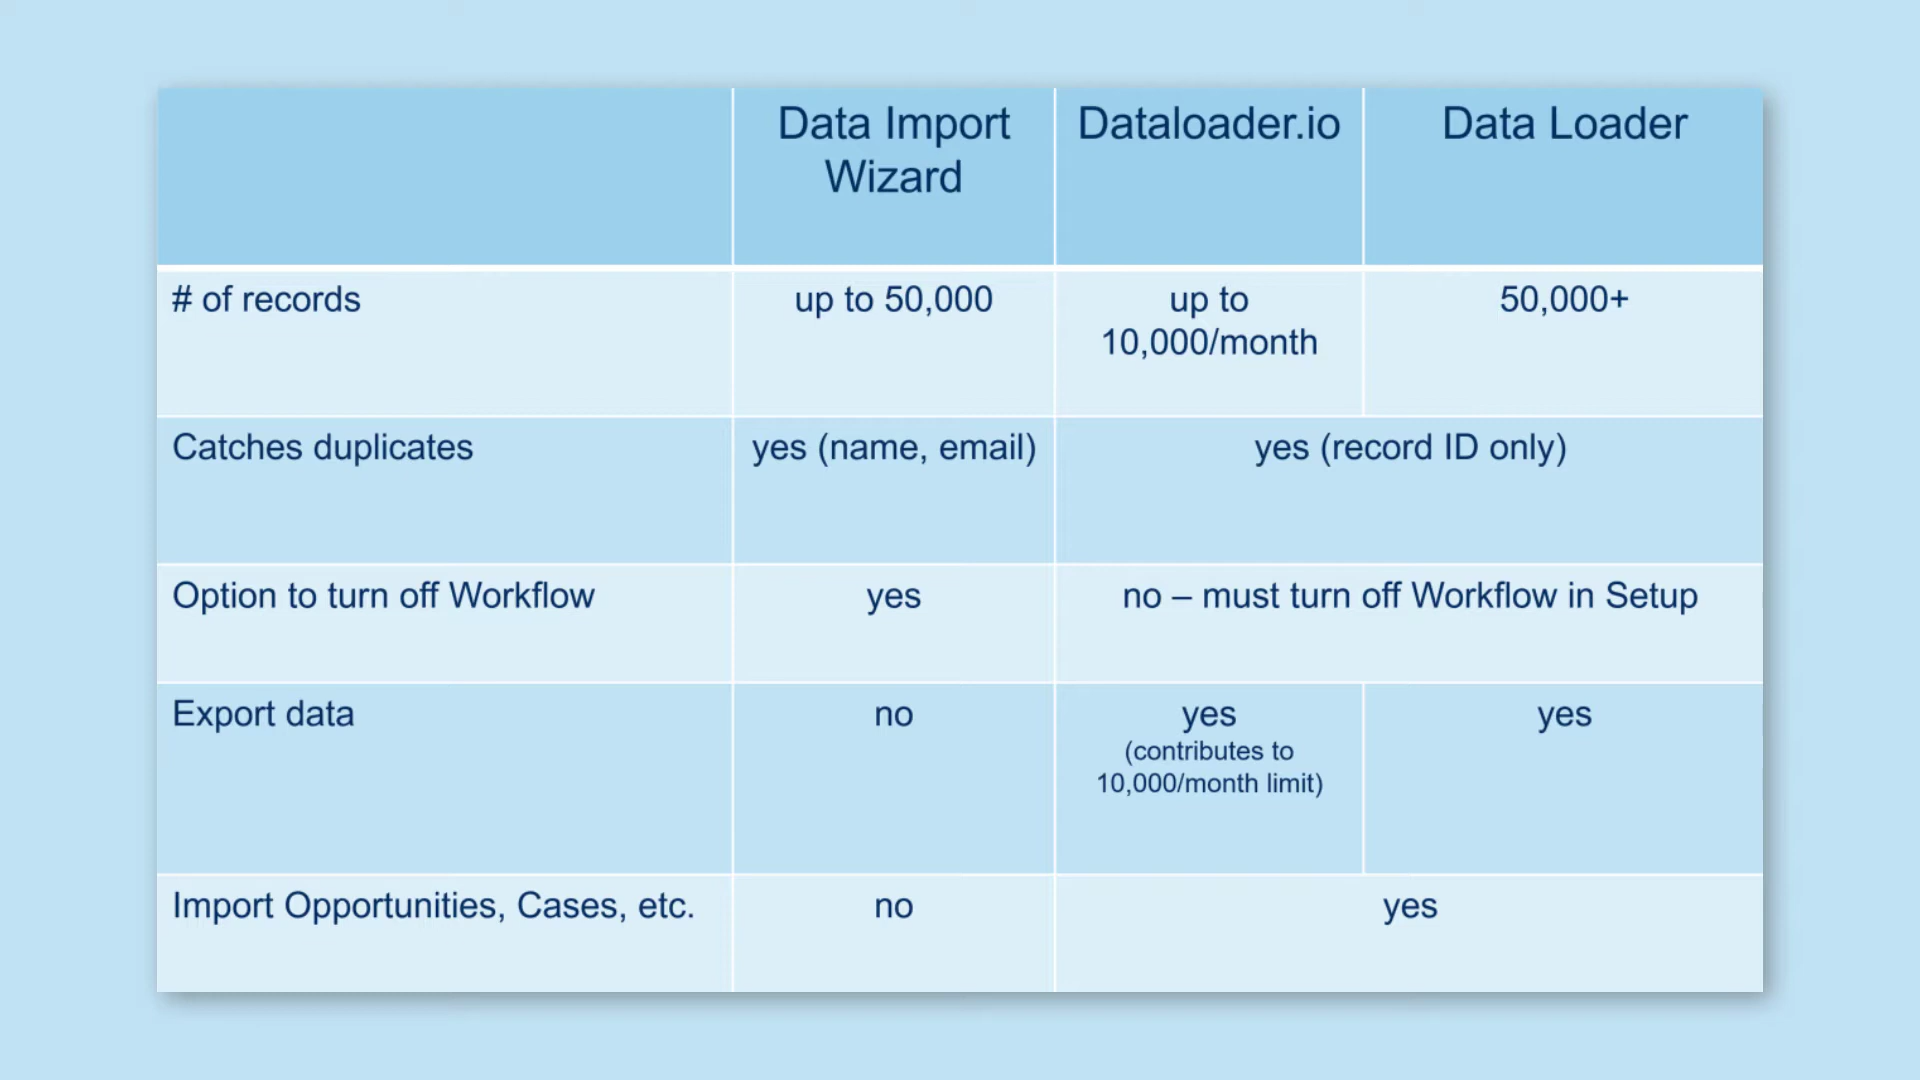 Data Import
Wizard
Dataloader.io
Data Loader
# of records
up to 50,000
up to
10,000/month
50,000+
Catches duplicates
yes (name, email)
yes (record ID only)
Option to turn off Workflow
yes
no – must turn off Workflow in Setup
Export data
no
yes
(contributes to
10,000/month limit)
yes
Import Opportunities, Cases, etc.
no
yes